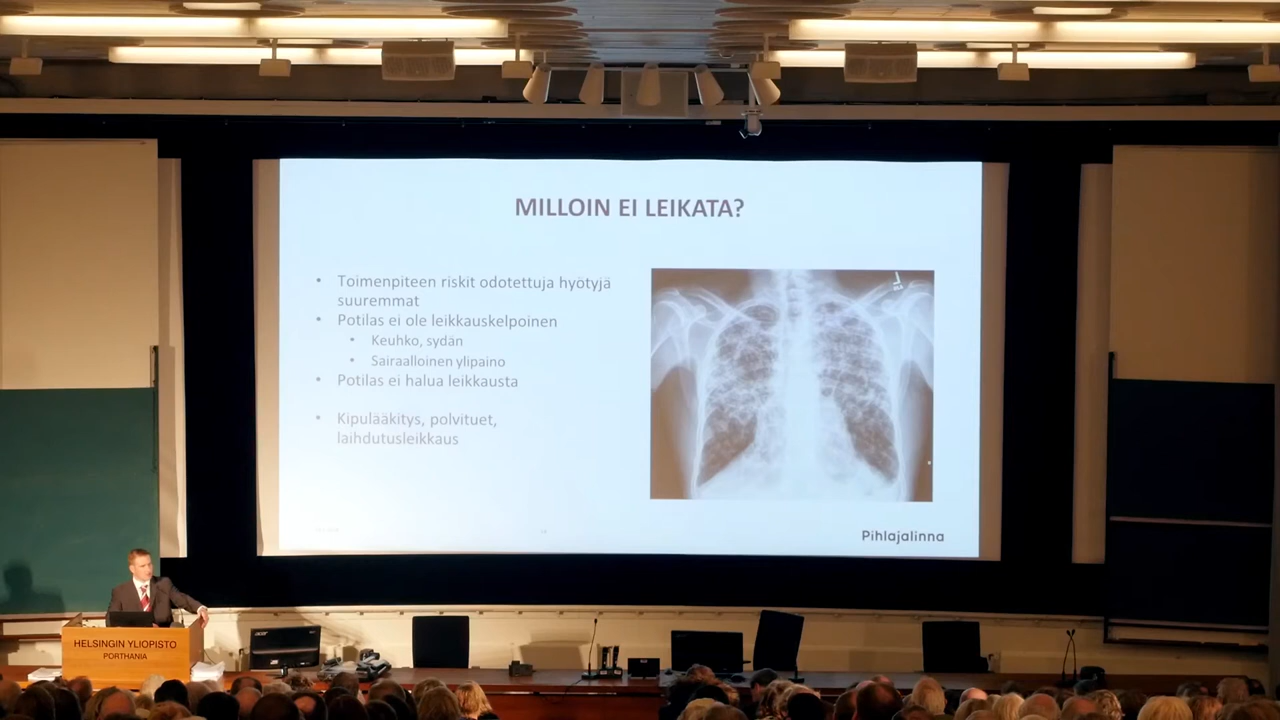 MILLOIN EI LEIKATA?
• Toimenpiteen riskit odotettuja hyötyjä
suuremmat
• Potilas ei ole leikkauskelpoinen
• Keuhko, sydän
• Sairaalloinen ylipaino
• Potilas ei halua leikkausta
• Kipulääkitys, polvituet,
laihdutusleikkaus
Pihlajalinna
HELSINGIN YLIOPISTO
PORTHANIA
acer